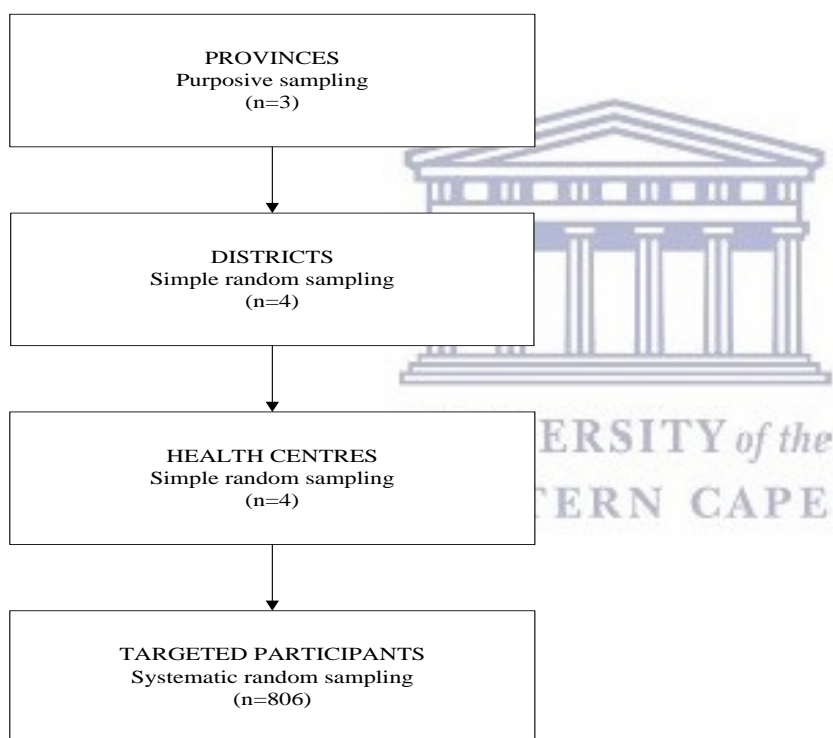 PROVINCES
Purposive sampling
(n=3)
DISTRICTS
Simple random sampling
(n=4)
HEALTH CENTRES
Simple random sampling
(n=4)
ERSITY of the
TERN CAPE
TARGETED PARTICIPANTS
Systematic random sampling
(n=806)